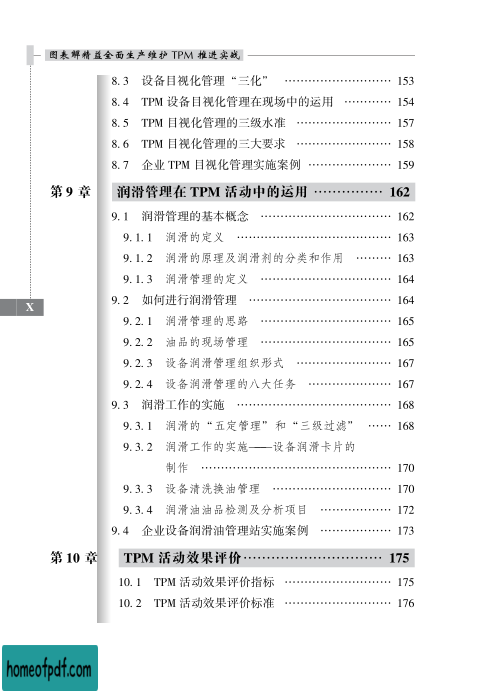 图表解精益全面生产维护 TPM 推进实战
8.3 设备目视化管理“三化” ………………………… 153
8.4 TPM 设备目视化管理在现场中的运用 ………… 154
8.5 TPM 目视化管理的三级水准 …………………… 157
8.6 TPM 目视化管理的三大要求 …………………… 158
8.7 企业 TPM 目视化管理实施案例 ………………… 159
第 9 章 润滑管理在 TPM 活动中的运用 …………… 162
9.1 润滑管理的基本概念 …………………………… 162
9.1.1 润滑的定义 ………………………………… 163
9.1.2 润滑的原理及润滑剂的分类和作用 ……… 163
9.1.3 润滑管理的定义 …………………………… 164
9.2 如何进行润滑管理 ……………………………… 164
X
9.2.1 润滑管理的思路 …………………………… 165
9.2.2 油品的现场管理 …………………………… 165
9.2.3 设备润滑管理组织形式 …………………… 167
9.2.4 设备润滑管理的八大任务 ………………… 167
9.3 润滑工作的实施 ………………………………… 168
9.3.1 润滑的“五定管理”和“三级过滤” …… 168
9.3.2 润滑工作的实施——设备润滑卡片的
制作 ………………………………………… 170
9.3.3 设备清洗换油管理 ………………………… 170
9.3.4 润滑油油品检测及分析项目 ……………… 172
9.4 企业设备润滑油管理站实施案例 ……………… 173
第 10 章 TPM 活动效果评价………………………… 175
10.1 TPM 活动效果评价指标 ……………………… 175
10.2 TPM 活动效果评价标准 ……………………… 176
homeofpdf.com